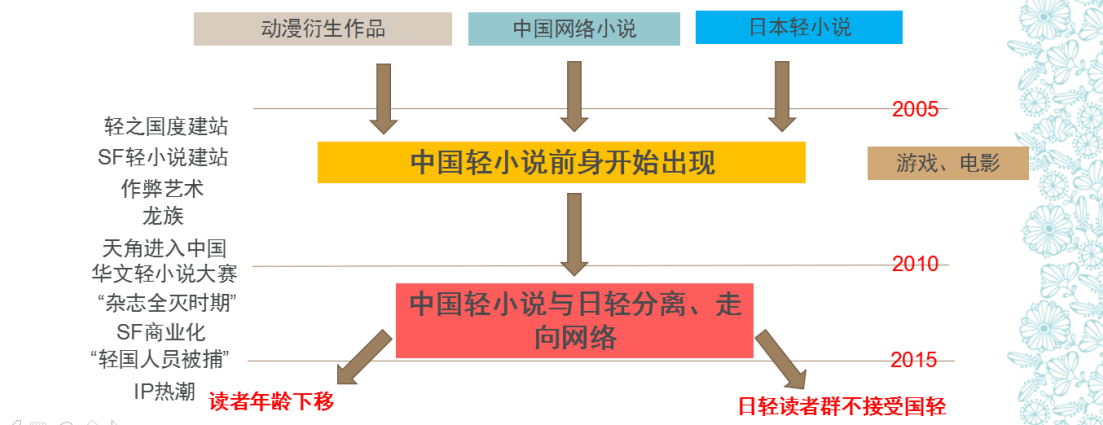 动漫衍生作品
中国网络小说
日本轻小说
2005
轻之国度建站
SF轻小说建站
作弊艺术
龙族
中国轻小说前身开始出现
游戏、电影
天角进入中国
华文轻小说大赛
2010
“杂志全灭时期”
SF商业化
“轻国人员被捕”
中国轻小说与日轻分离、走
向网络
2015
IP热潮
读者年龄下移
日轻读者群不接受国轻